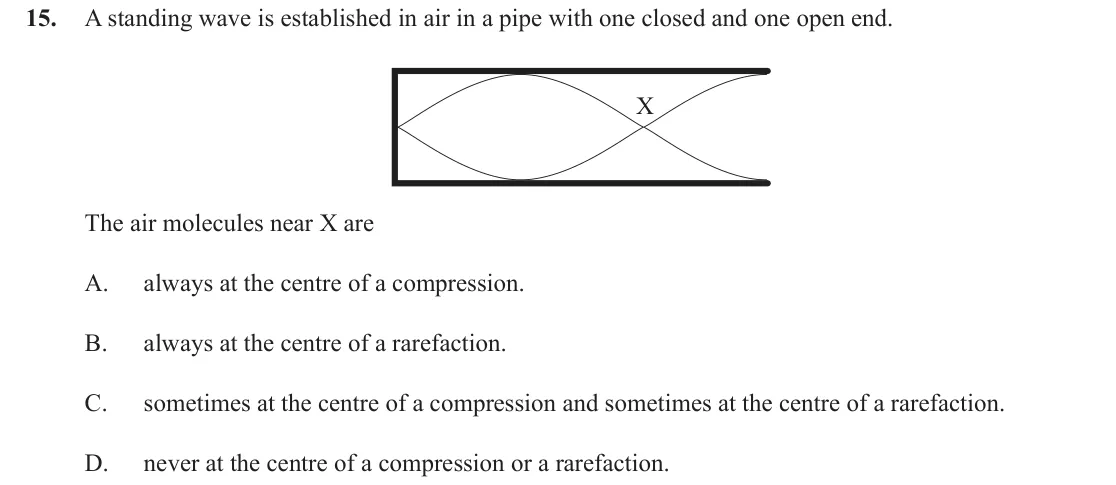 15. A standing wave is established in air in a pipe with one closed and one open end.
X
The air molecules near X are
A. always at the centre of a compression.
B. always at the centre of a rarefaction.
C. sometimes at the centre of a compression and sometimes at the centre of a rarefaction.
D. never at the centre of a compression or a rarefaction.